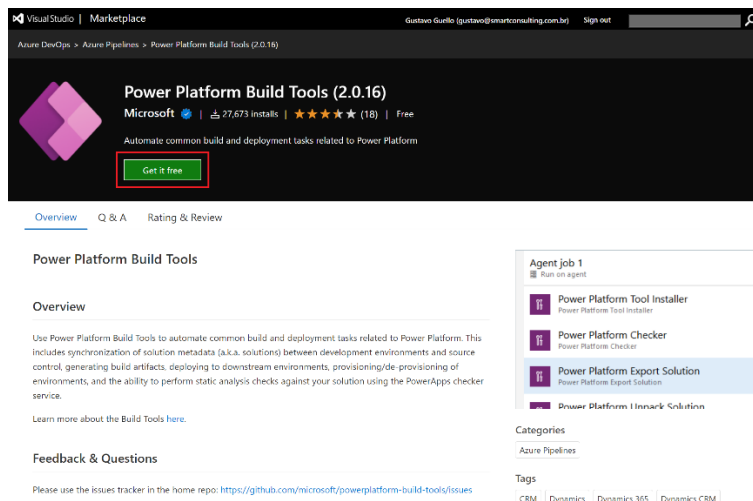 Visual Studio | Marketplace
Gustavo Guello (gustavo@smartconsulting.com.br) Sign out
Azure DevOps > Azure Pipelines > Power Platform Build Tools (2.0.16)
Power Platform Build Tools (2.0.16)
Microsoft | 27,673 installs | (18) | Free
Automate common build and deployment tasks related to Power Platform
Get it free
Overview Q & A Rating & Review
Power Platform Build Tools
Overview
Use Power Platform Build Tools to automate common build and deployment tasks related to Power Platform. This
includes synchronization of solution metadata (a.k.a. solutions) between development environments and source
control, generating build artifacts, deploying to downstream environments, provisioning/de-provisioning of
environments, and the ability to perform static analysis checks against your solution using the PowerApps checker
service.
Learn more about the Build Tools here.
Feedback & Questions
Please use the issues tracker in the home repo: https://github.com/microsoft/powerplatform-build-tools/issues
Agent job 1
Run on agent
Power Platform Tool Installer
Power Platform Tool Installer
Power Platform Checker
Power Platform Checker
Power Platform Export Solution
Power Platform Export Solution
Power Platform Unpack Solution
Categories
Azure Pipelines
Tags
CRM Dynamics Dynamics 365 Dynamics CRM